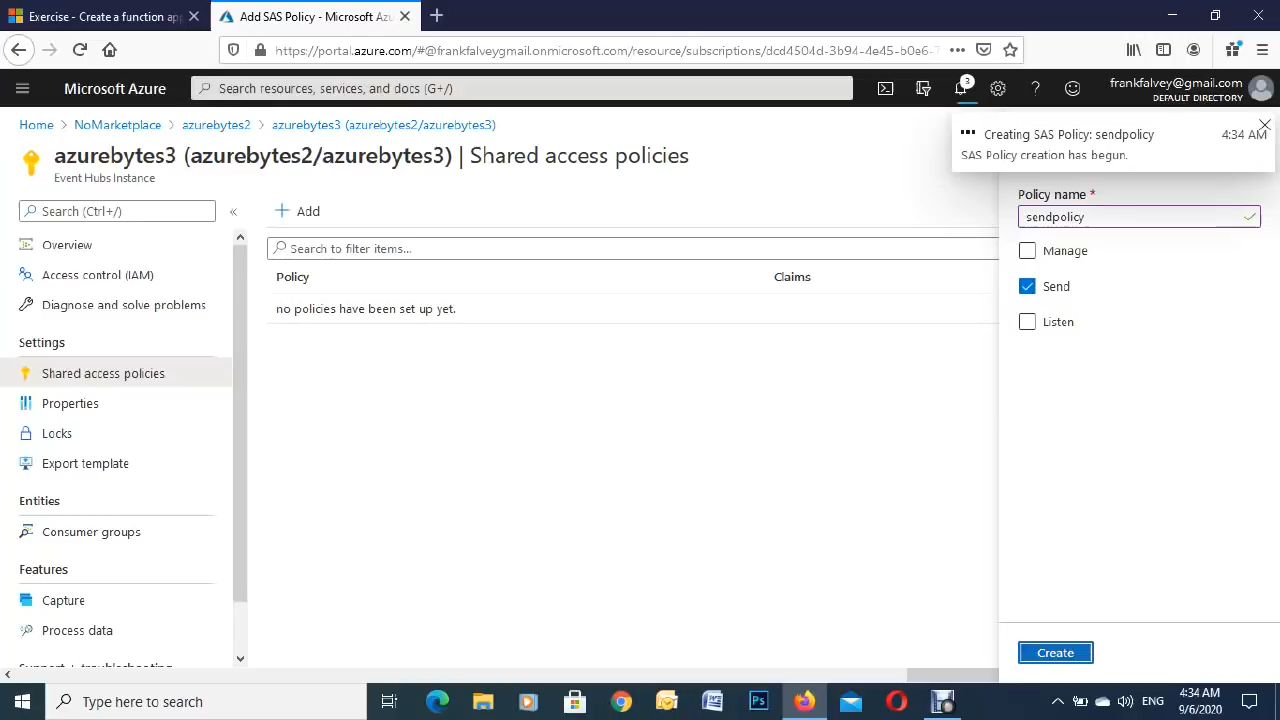 Exercise - Create a function app
Add SAS Policy - Microsoft Azu
https://portal.azure.com/#@frankfalveygmail.onmicrosoft.com/resource/subscriptions/dcd4504d-3b94-4e45-b0e6-
Microsoft Azure
Search resources, services, and docs (G+/)
3
frankfalvey@gmail.com
DEFAULT DIRECTORY
Home > NoMarketplace > azurebytes2 > azurebytes3 (azurebytes2/azurebytes3)
azurebytes3 (azurebytes2/azurebytes3) | Shared access policies
Event Hubs Instance
Creating SAS Policy: sendpolicy 4:34 AM
SAS Policy creation has begun.
Search (Ctrl+/)
Overview
Access control (IAM)
Diagnose and solve problems
Settings
Shared access policies
Properties
Locks
Export template
Entities
Consumer groups
Features
Capture
Process data
Support + troubleshooting
Add
Search to filter items...
Policy Claims
no policies have been set up yet.
Policy name *
sendpolicy
Manage
Send
Listen
Create
Type here to search
ENG
4:34 AM
9/6/2020